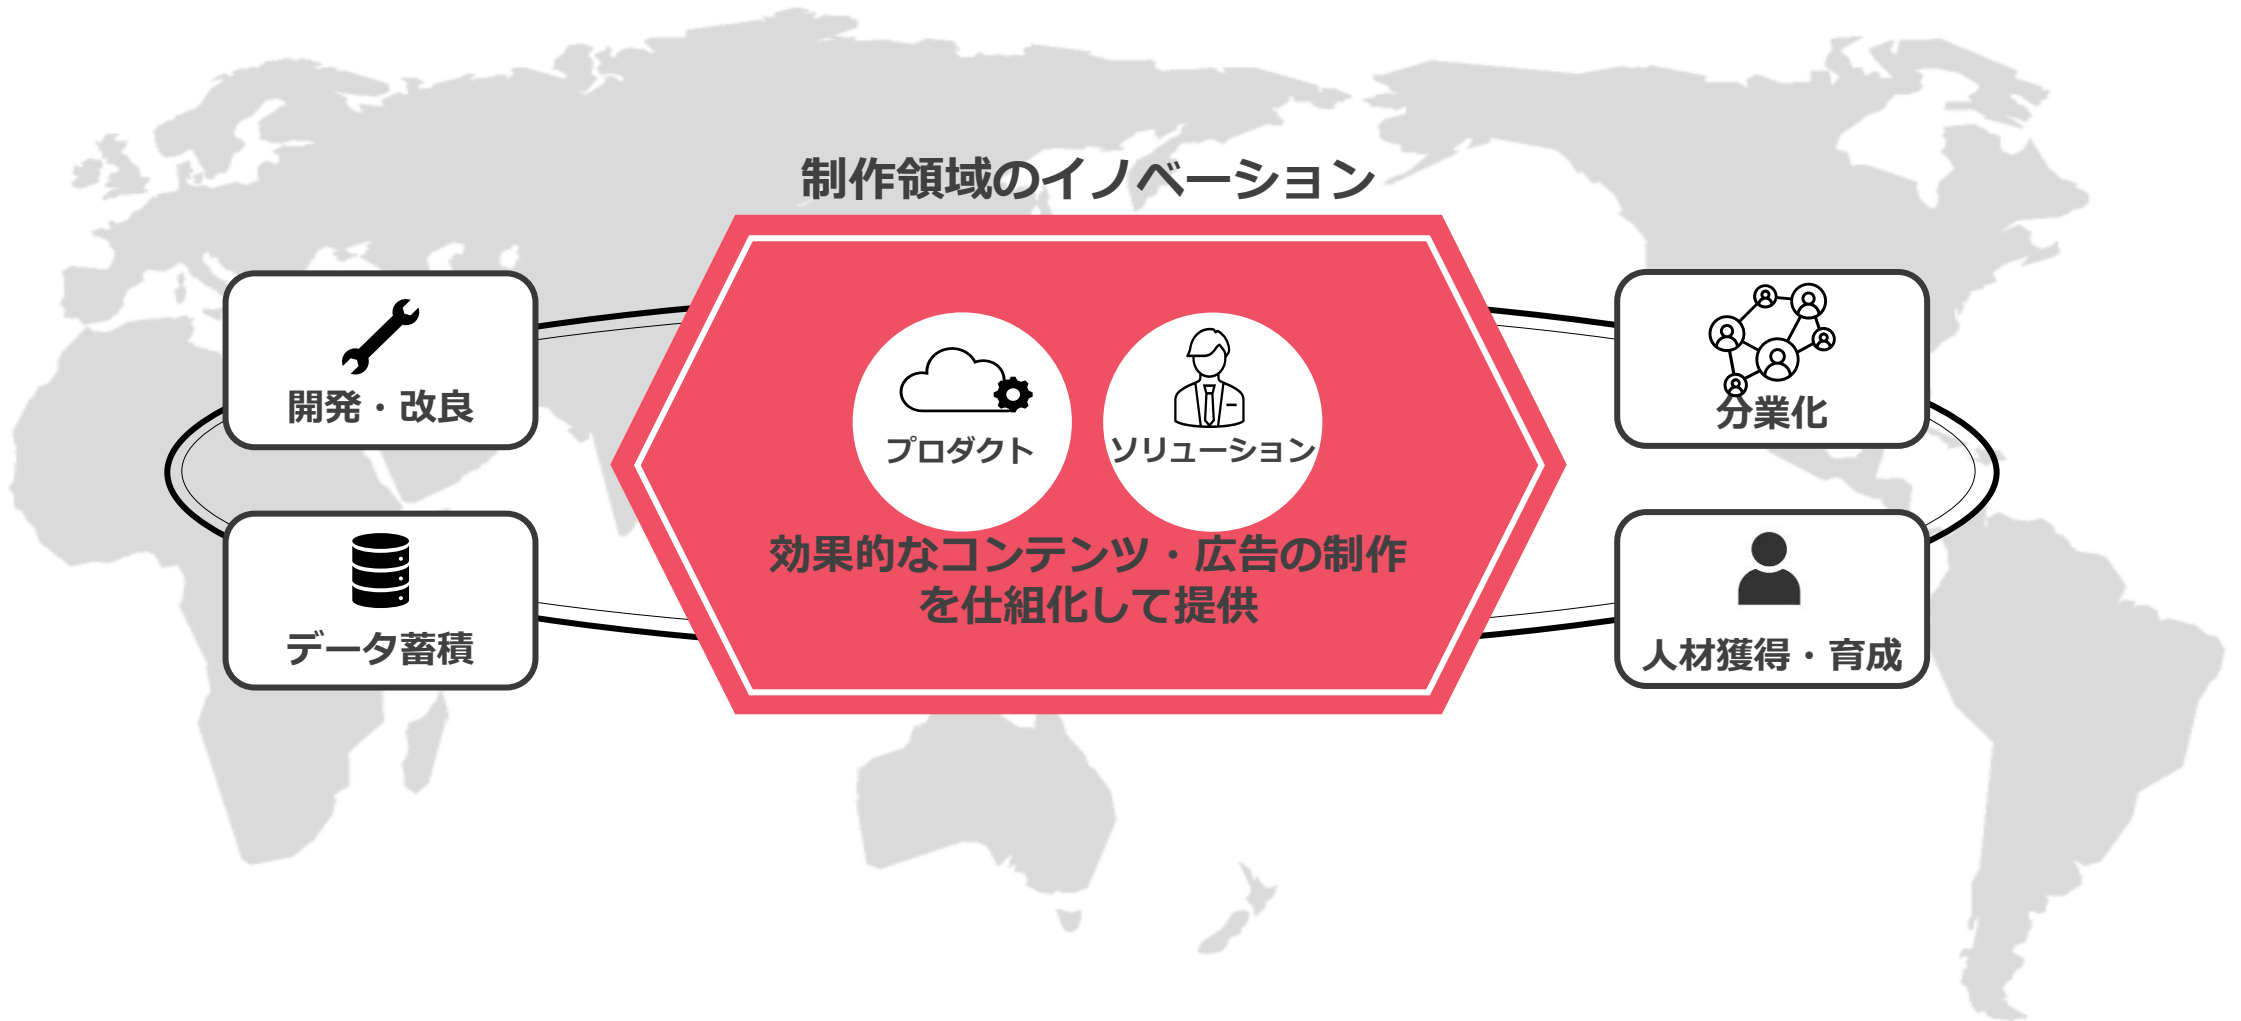 制作領域のイノベーション
開発・改良
データ蓄積
プロダクト
ソリューション
効果的なコンテンツ・広告の制作
を仕組化して提供
分業化
人材獲得・育成